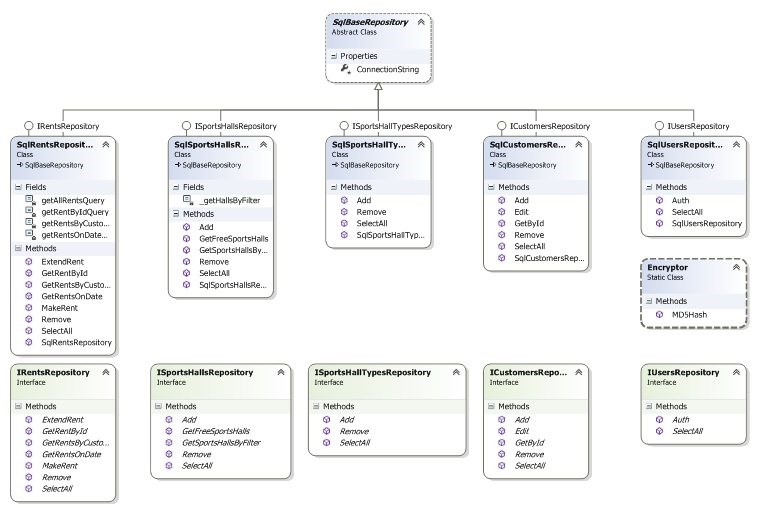 SqlBaseRepository
Abstract Class
Properties
ConnectionString
IRentsRepository
SqlRentsReposit...
Class
SqlBaseRepository
Fields
getAllRentsQuery
getRentByIdQuery
getRentsByCusto...
getRentsOnDate...
Methods
ExtendRent
GetRentById
GetRentsByCusto...
GetRentsOnDate
MakeRent
Remove
SelectAll
SqlRentsRepository
ISportsHallsRepository
SqlSportsHallsR...
Class
SqlBaseRepository
Fields
_getHallsByFilter
Methods
Add
GetFreeSportsHalls
GetSportsHallsBy...
Remove
SelectAll
SqlSportsHallsRe...
ISportsHallTypesRepository
SqlSportsHallTy...
Class
SqlBaseRepository
Methods
Add
Remove
SelectAll
SqlSportsHallTyp...
ICustomersRepository
SqlCustomersRe...
Class
SqlBaseRepository
Methods
Add
Edit
GetById
Remove
SelectAll
SqlCustomersRep...
IUsersRepository
SqlUsersReposit...
Class
SqlBaseRepository
Methods
Auth
SelectAll
SqlUsersRepository
Encryptor
Static Class
Methods
MD5Hash
IRentsRepository
Interface
Methods
ExtendRent
GetRentById
GetRentsByCusto...
GetRentsOnDate
MakeRent
Remove
SelectAll
ISportsHallsRepository
Interface
Methods
Add
GetFreeSportsHalls
GetSportsHallsByFilter
Remove
SelectAll
ISportsHallTypesRepository
Interface
Methods
Add
Remove
SelectAll
ICustomersRepo...
Interface
Methods
Add
Edit
GetById
Remove
SelectAll
IUsersRepository
Interface
Methods
Auth
SelectAll